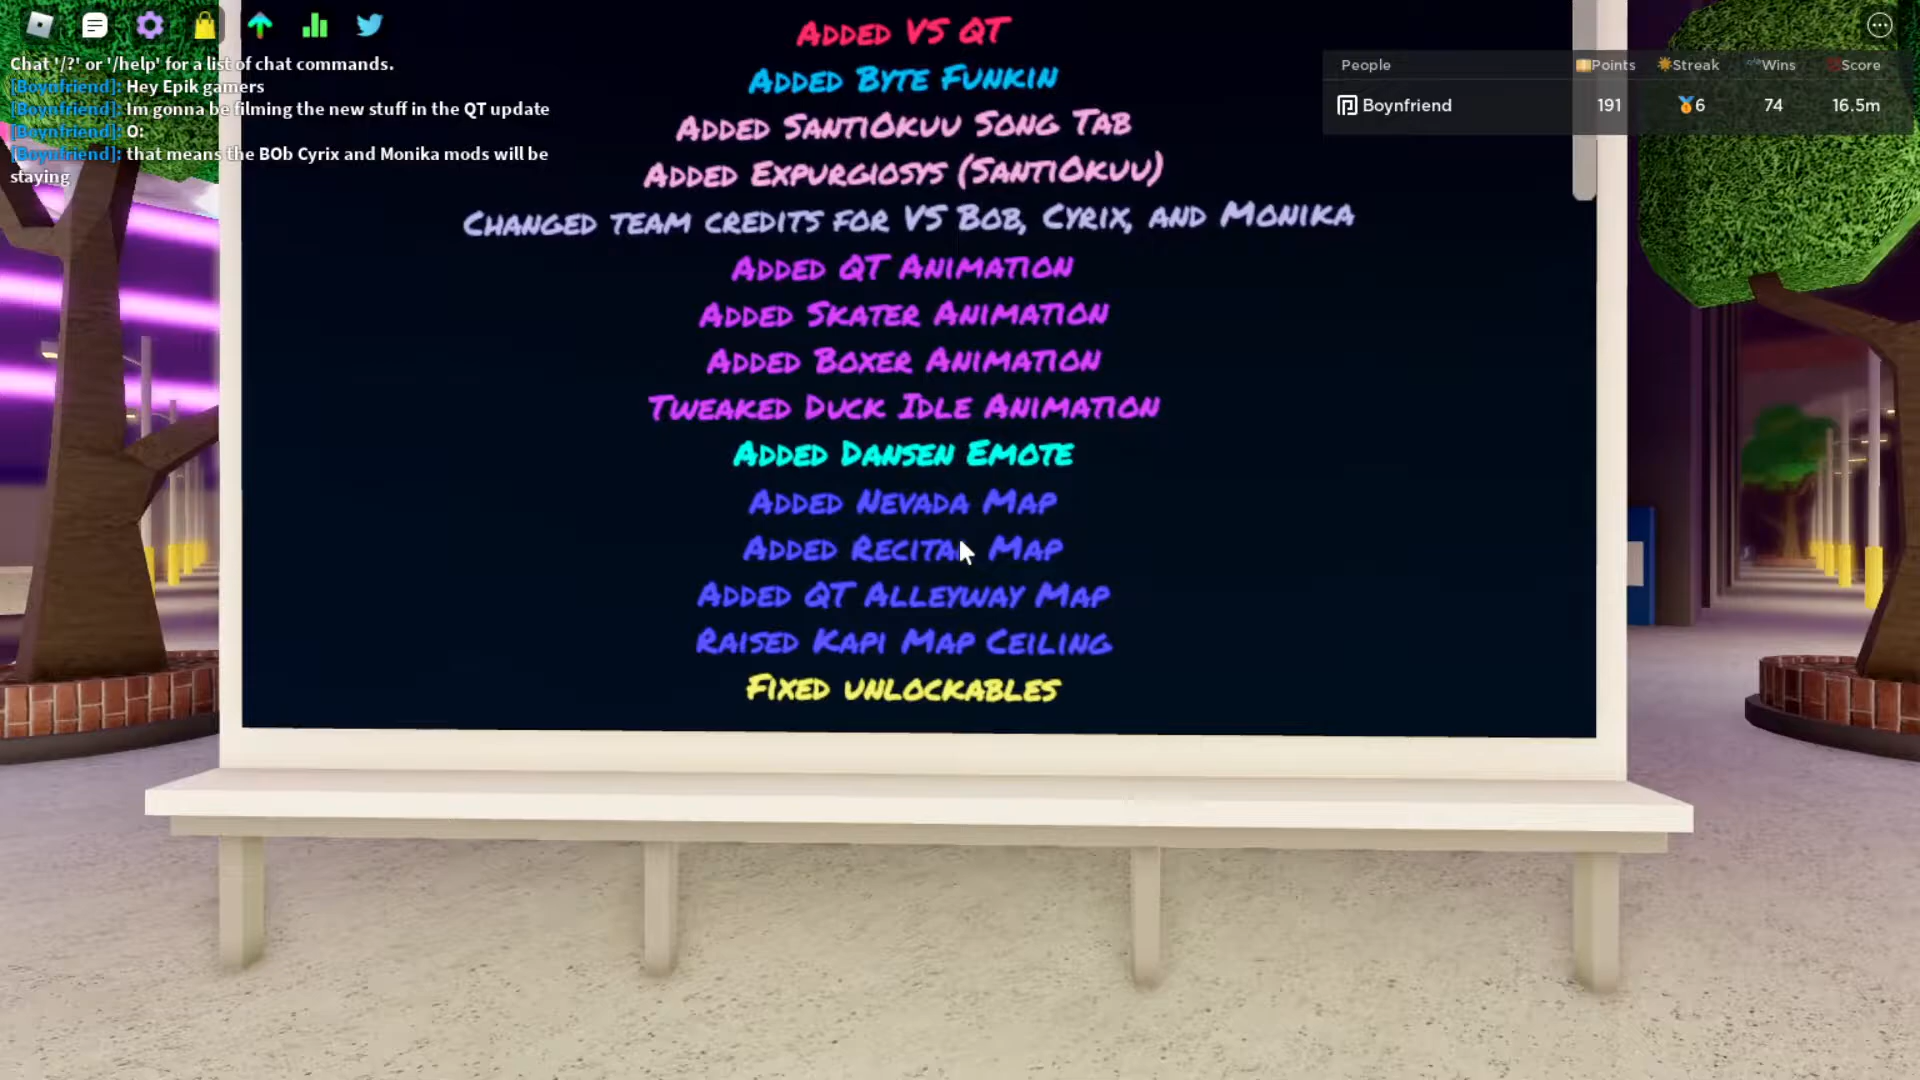 Chat '/?' or '/help' for a list of chat commands.
[Boynfriend]: Hey Epik gamers
[Boynfriend]: Im gonna be filming the new stuff in the QT update
[Boynfriend]: O:
[Boynfriend]: that means the BOb Cyrix and Monika mods will be
staying
ADDED VS QT
ADDED BYTE FUNKIN
ADDED SANTIOKUU SONG TAB
ADDED EXPURGIOSYS (SANTIOKUU)
CHANGED TEAM CREDITS FOR VS BOB, CYRIX, AND MONIKA
ADDED QT ANIMATION
ADDED SKATER ANIMATION
ADDED BOXER ANIMATION
TWEAKED DUCK IDLE ANIMATION
ADDED DANSEN EMOTE
ADDED NEVADA MAP
ADDED RECITAL MAP
ADDED QT ALLEYWAY MAP
RAISED KAPI MAP CEILING
FIXED UNLOCKABLES
People Points Streak Wins Score
Boynfriend 191 6 74 16.5m